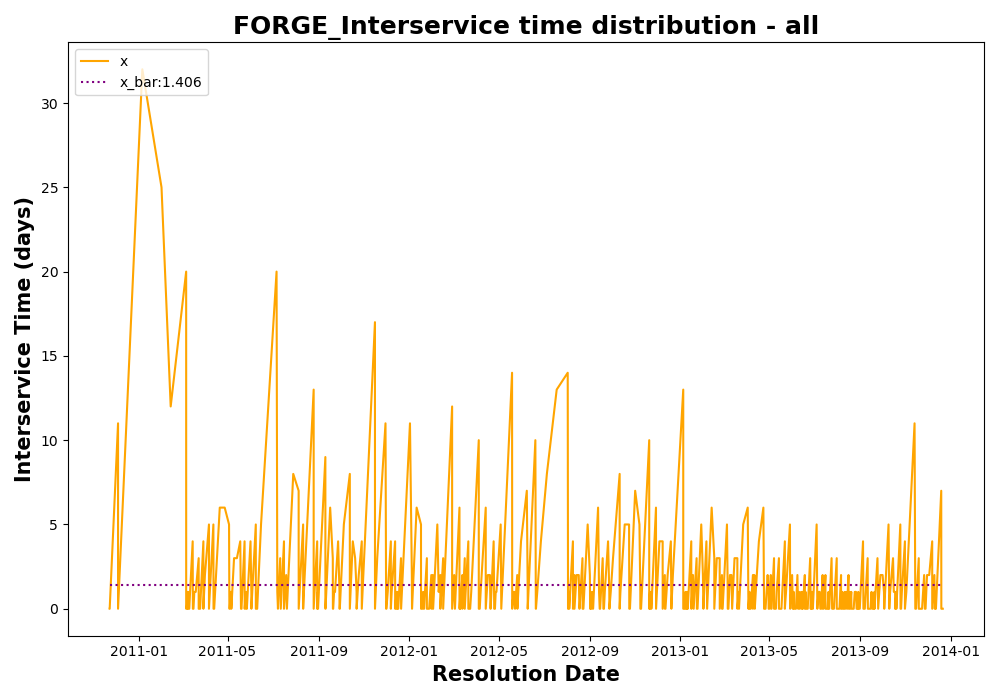 FORGE_Interservice time distribution - all
x
x_bar:1.406
Interservice Time (days)
30
25
20
15
10
5
0
2011-01 2011-05 2011-09 2012-01 2012-05 2012-09 2013-01 2013-05 2013-09 2014-01
Resolution Date